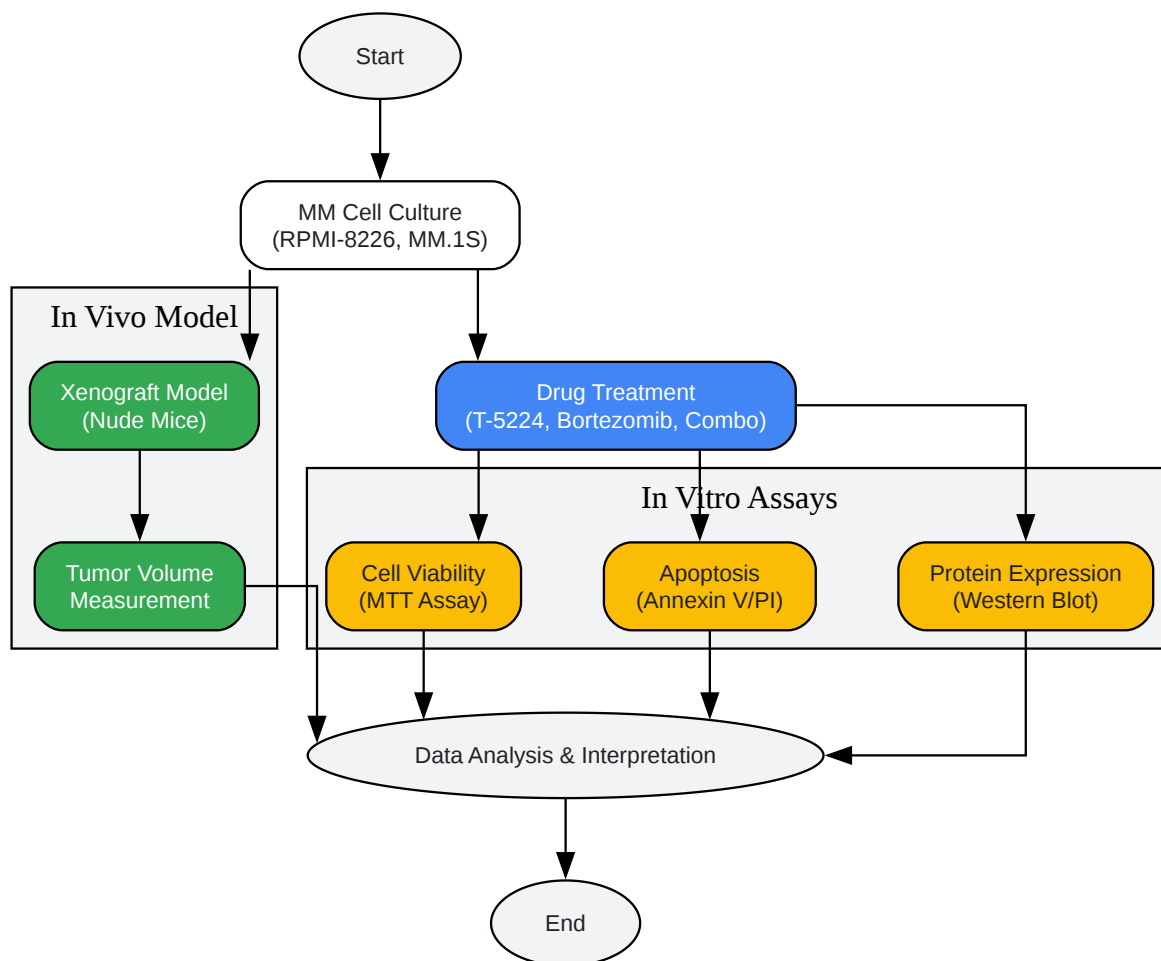 Start
MM Cell Culture
(RPMI-8226, MM.1S)
In Vivo Model
Xenograft Model
(Nude Mice)
Drug Treatment
(T-5224, Bortezomib, Combo)
In Vitro Assays
Tumor Volume
Measurement
Cell Viability
(MTT Assay)
Apoptosis
(Annexin V/PI)
Protein Expression
(Western Blot)
Data Analysis & Interpretation
End